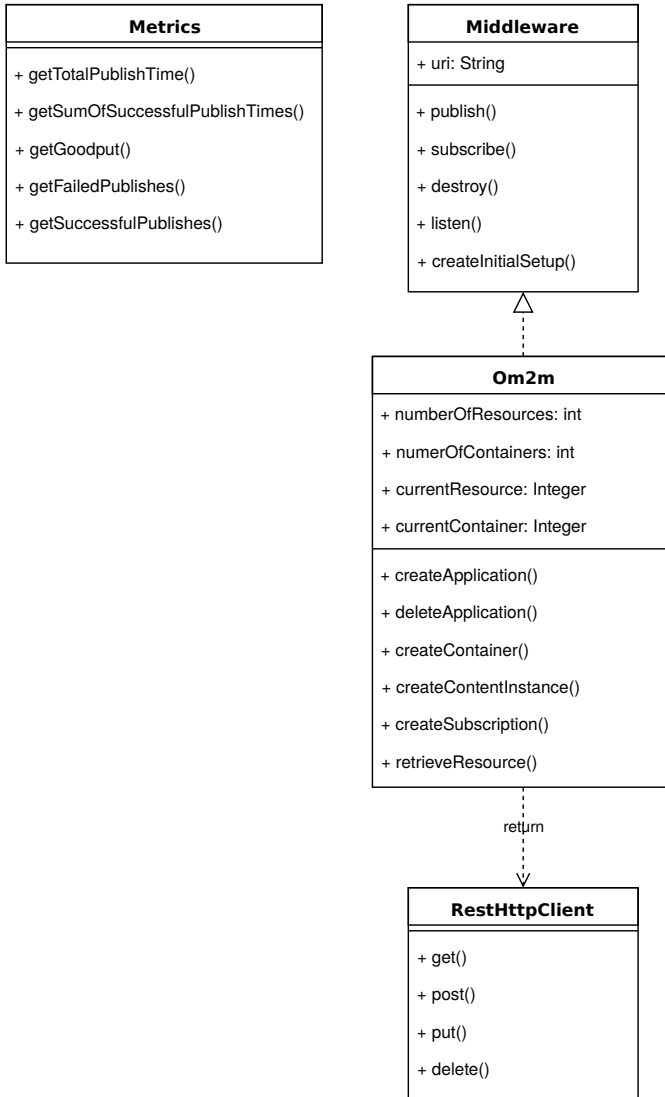 Metrics
+ getTotalPublishTime()
+ getSumOfSuccessfulPublishTimes()
+ getGoodput()
+ getFailedPublishes()
+ getSuccessfulPublishes()
Middleware
+ uri: String
+ publish()
+ subscribe()
+ destroy()
+ listen()
+ createInitialSetup()
Om2m
+ numberOfResources: int
+ numerOfContainers: int
+ currentResource: Integer
+ currentContainer: Integer
+ createApplication()
+ deleteApplication()
+ createContainer()
+ createContentInstance()
+ createSubscription()
+ retrieveResource()
return
RestHttpClient
+ get()
+ post()
+ put()
+ delete()